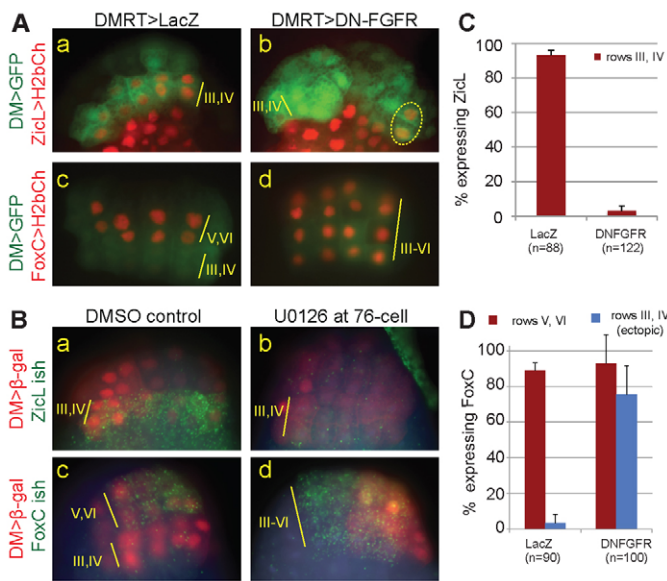 A
DMRT>LacZ
DMRT>DN-FGFR
DM>GFP
ZicL>H2bCh
a
III,IV
b
III,IV
DM>GFP
FoxC>H2bCh
c
V,VI
III,IV
d
III-VI
B
DMSO control
U0126 at 76-cell
DM>β-gal
ZicL ish
a
III,IV
b
III,IV
DM>β-gal
FoxC ish
c
V,VI
III,IV
d
III-VI
C
rows III, IV
% expressing ZicL
100
80
60
40
20
0
LacZ
(n=88)
DNFGFR
(n=122)
D
rows V, VI
rows III, IV
(ectopic)
% expressing FoxC
80
60
40
20
0
LacZ
(n=90)
DNFGFR
(n=100)